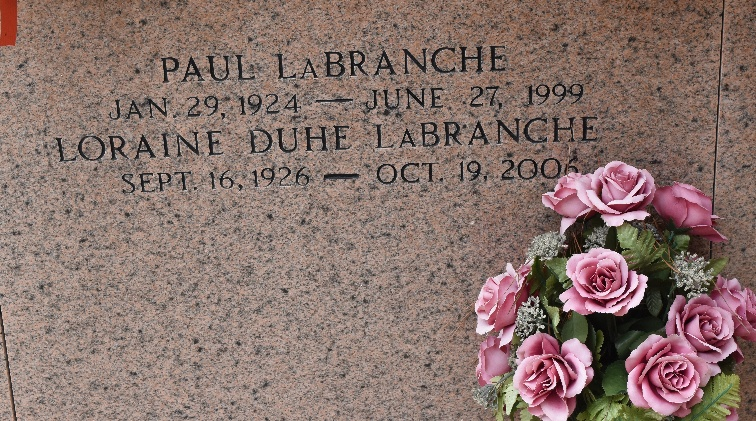 PAUL LABRANCHE
JAN. 29, 1924 — JUNE 27, 1999
LORAINE DUHE LABRANCHE
SEPT. 16, 1926 — OCT. 19, 2006